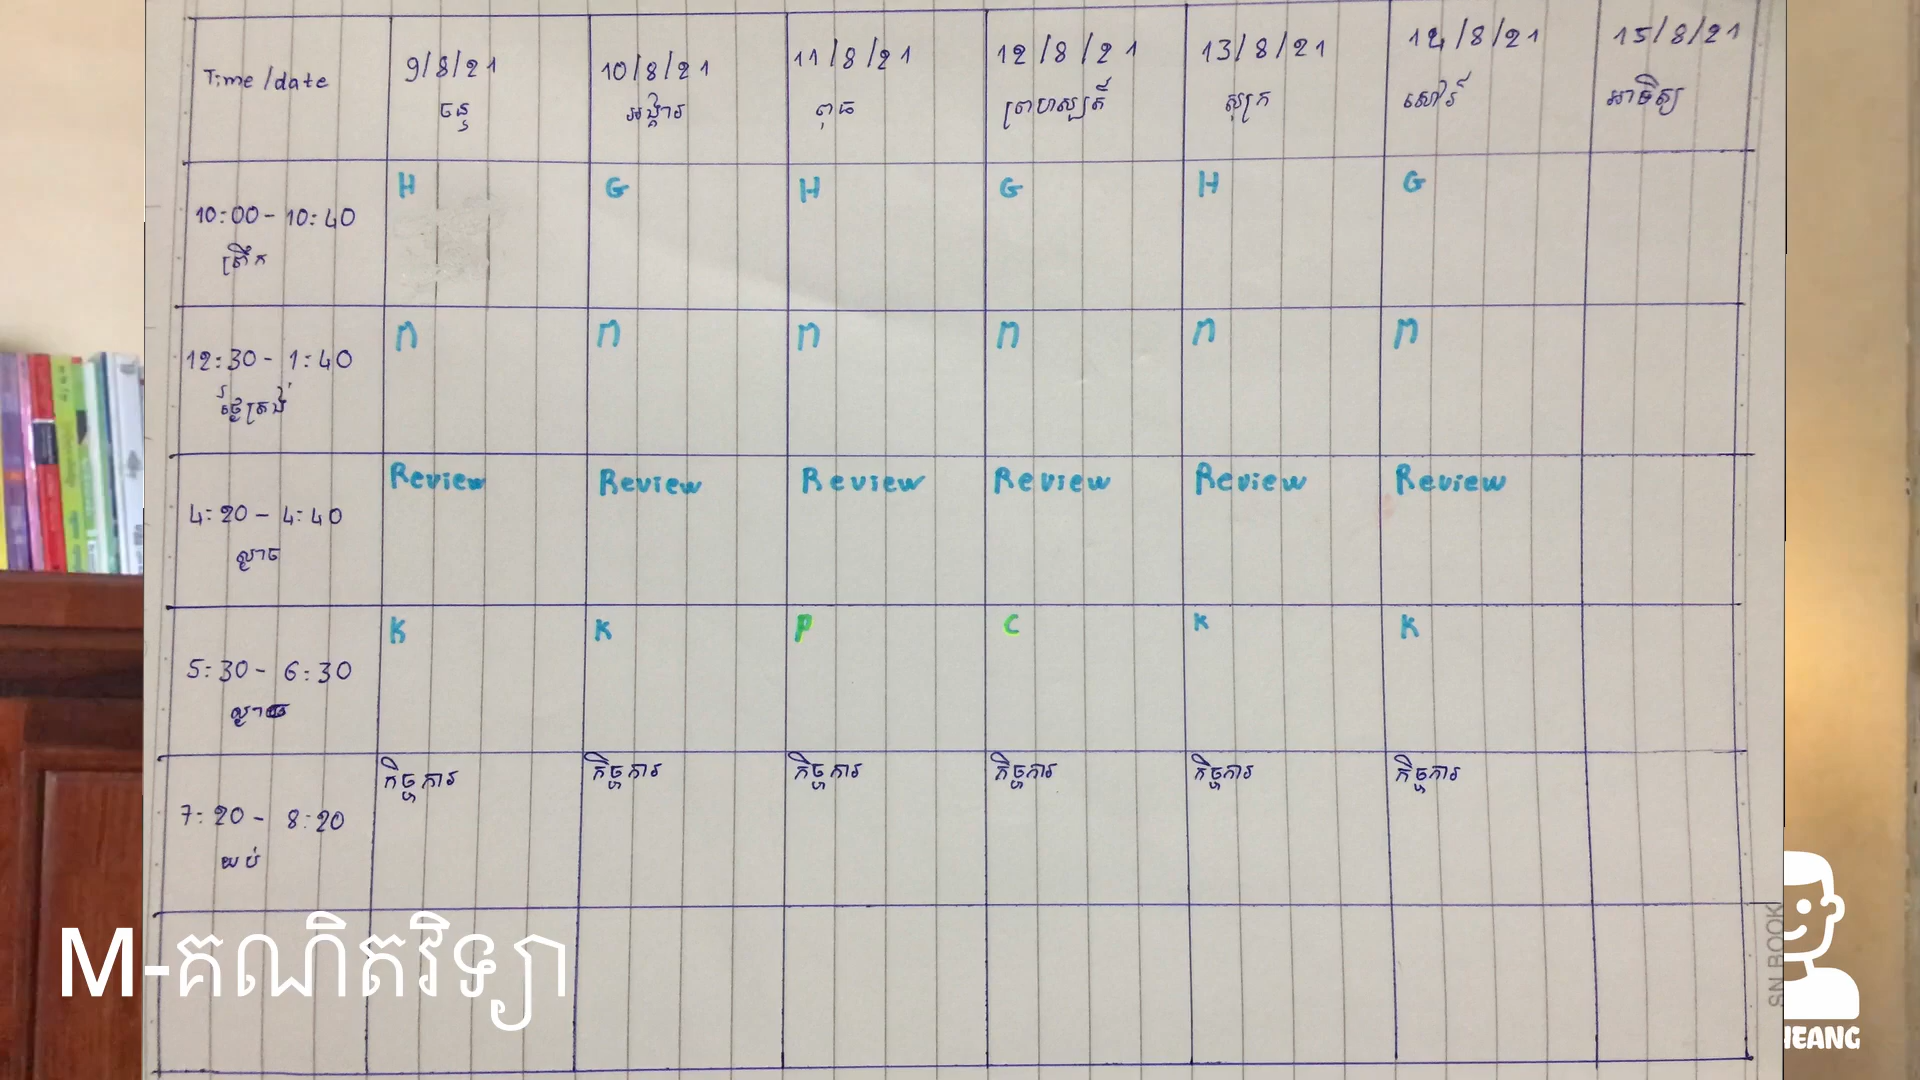 Time/date
9/8/21
ចន្ទ
10/8/21
អង្គារ
11/8/21
ពុធ
12/8/21
ព្រហស្បតិ៍
13/8/21
សុក្រ
14/8/21
សៅរ៍
15/8/21
អាទិត្យ
10:00 - 10:40
ព្រឹក
H G H G H G
12:30 - 1:40
ថ្ងៃត្រង់
M M M M M M
4:20 - 4:40
ល្ងាច
Review Review Review Review Review Review
5:30 - 6:30
ល្ងាច
K K P C K K
7:20 - 8:20
យប់
កិច្ចការ កិច្ចការ កិច្ចការ កិច្ចការ កិច្ចការ កិច្ចការ
M-គណិតវិទ្យា
SN BOOK
HEANG